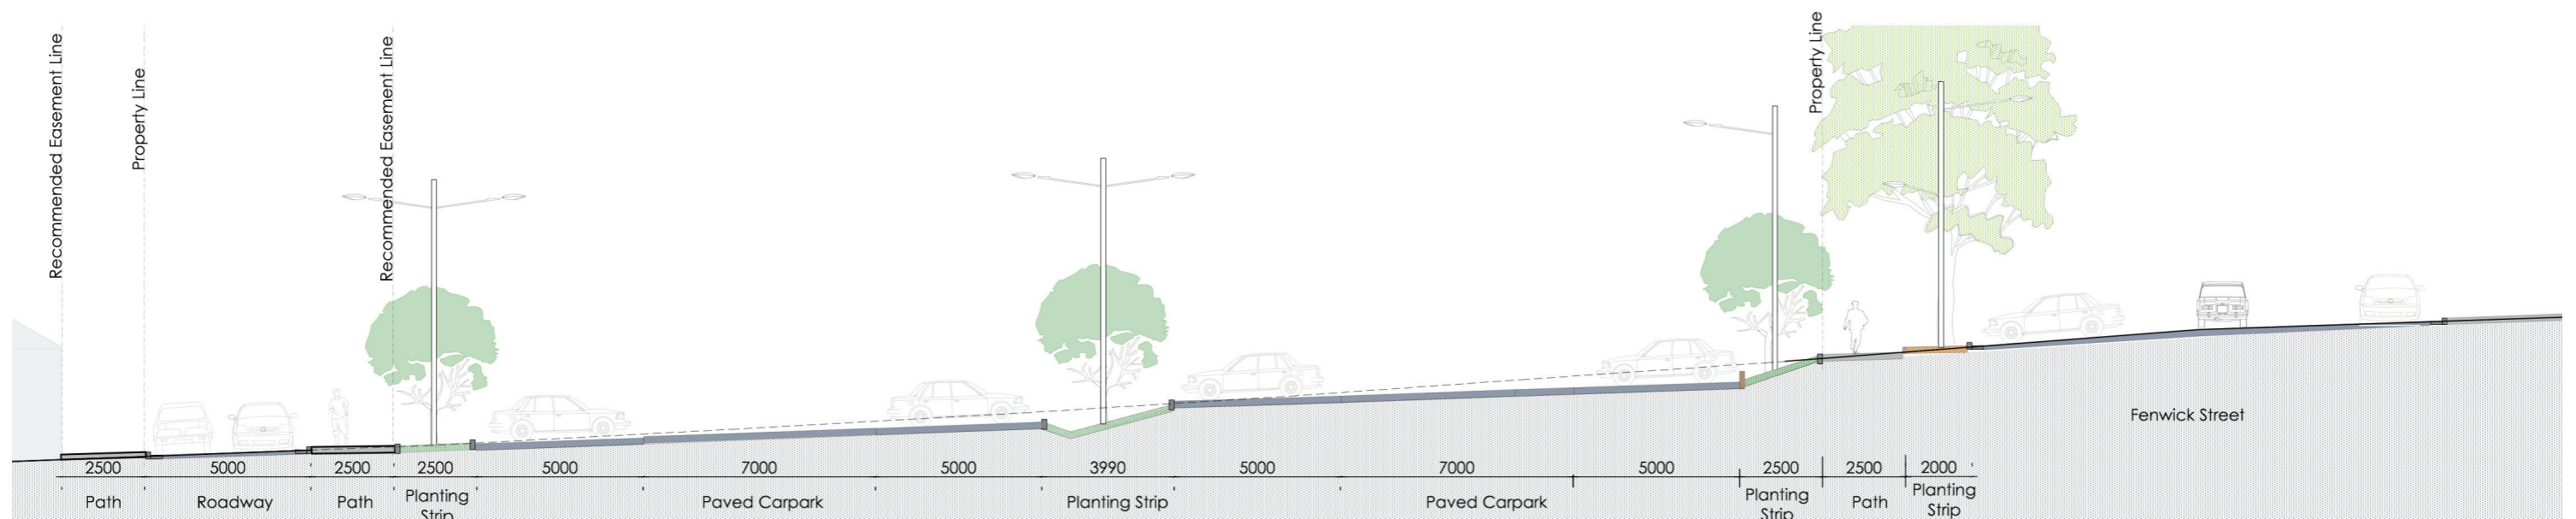 Recommended Easement Line
Property Line
Recommended Easement Line
Property Line
Fenwick Street
2500 5000 2500 2500 5000 7000 5000 3990 5000 7000 5000 2500 2500 2000
Path Roadway Path Planting Strip Paved Carpark Planting Strip Paved Carpark Planting Strip Path Planting Strip